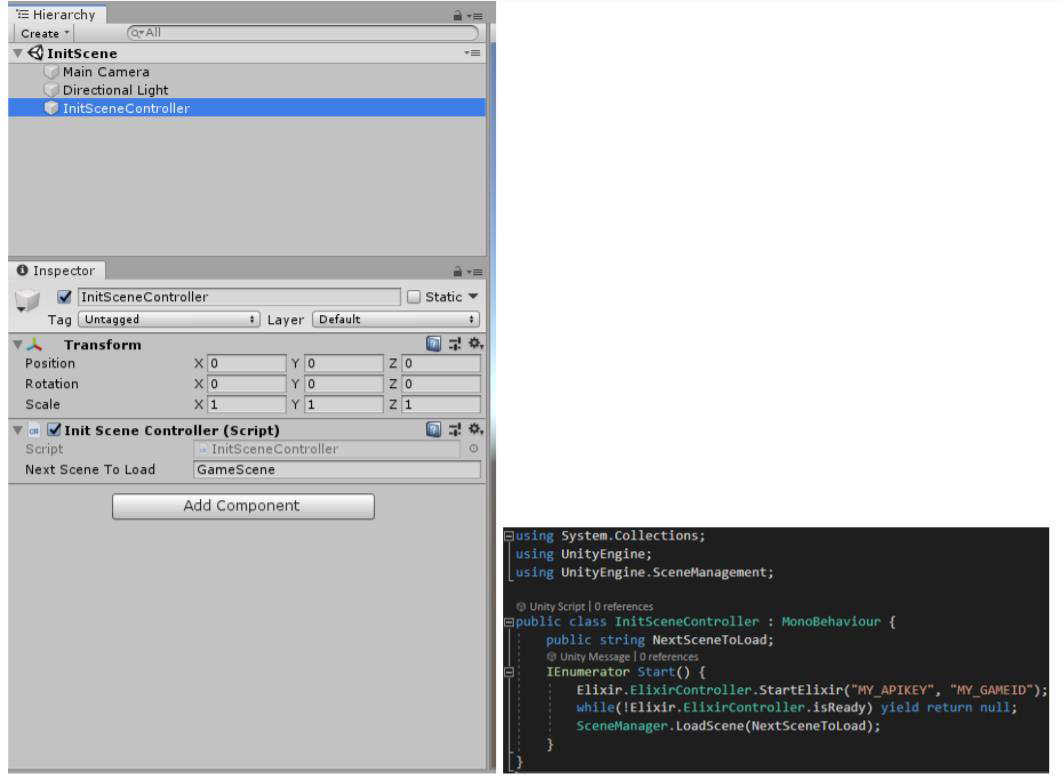 Hierarchy
Create
All
InitScene
Main Camera
Directional Light
InitSceneController
Inspector
InitSceneController Static
Tag Untagged Layer Default
Transform
Position X 0 Y 0 Z 0
Rotation X 0 Y 0 Z 0
Scale X 1 Y 1 Z 1
Init Scene Controller (Script)
Script InitSceneController
Next Scene To Load GameScene
Add Component
using System.Collections;
using UnityEngine;
using UnityEngine.SceneManagement;
Unity Script | 0 references
public class InitSceneController : MonoBehaviour {
public string NextSceneToLoad;
Unity Message | 0 references
IEnumerator Start() {
Elixir.ElixirController.StartElixir("MY_APIKEY", "MY_GAMEID");
while(!Elixir.ElixirController.isReady) yield return null;
SceneManager.LoadScene(NextSceneToLoad);
}
}